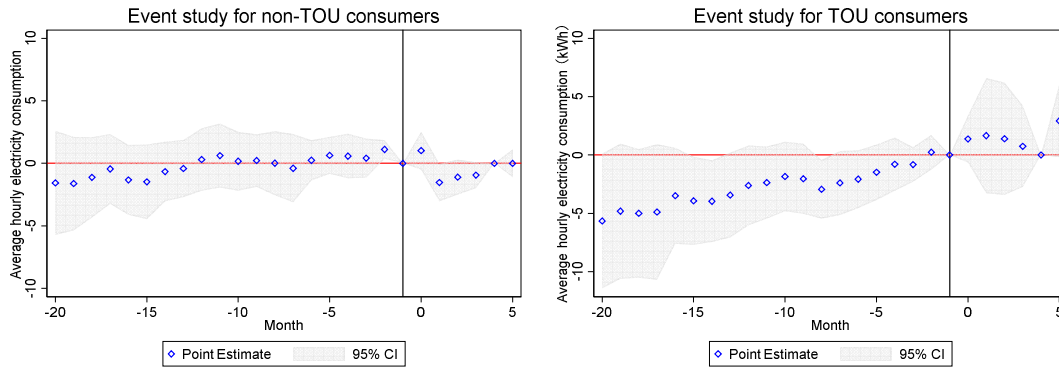 Event study for non-TOU consumers
Average hourly electricity consumption
10
5
0
-5
-10
-20 -15 -10 -5 0 5
Month
Point Estimate 95% CI
Event study for TOU consumers
Average hourly electricity consumption (kWh)
10
5
0
-5
-10
-20 -15 -10 -5 0 5
Month
Point Estimate 95% CI